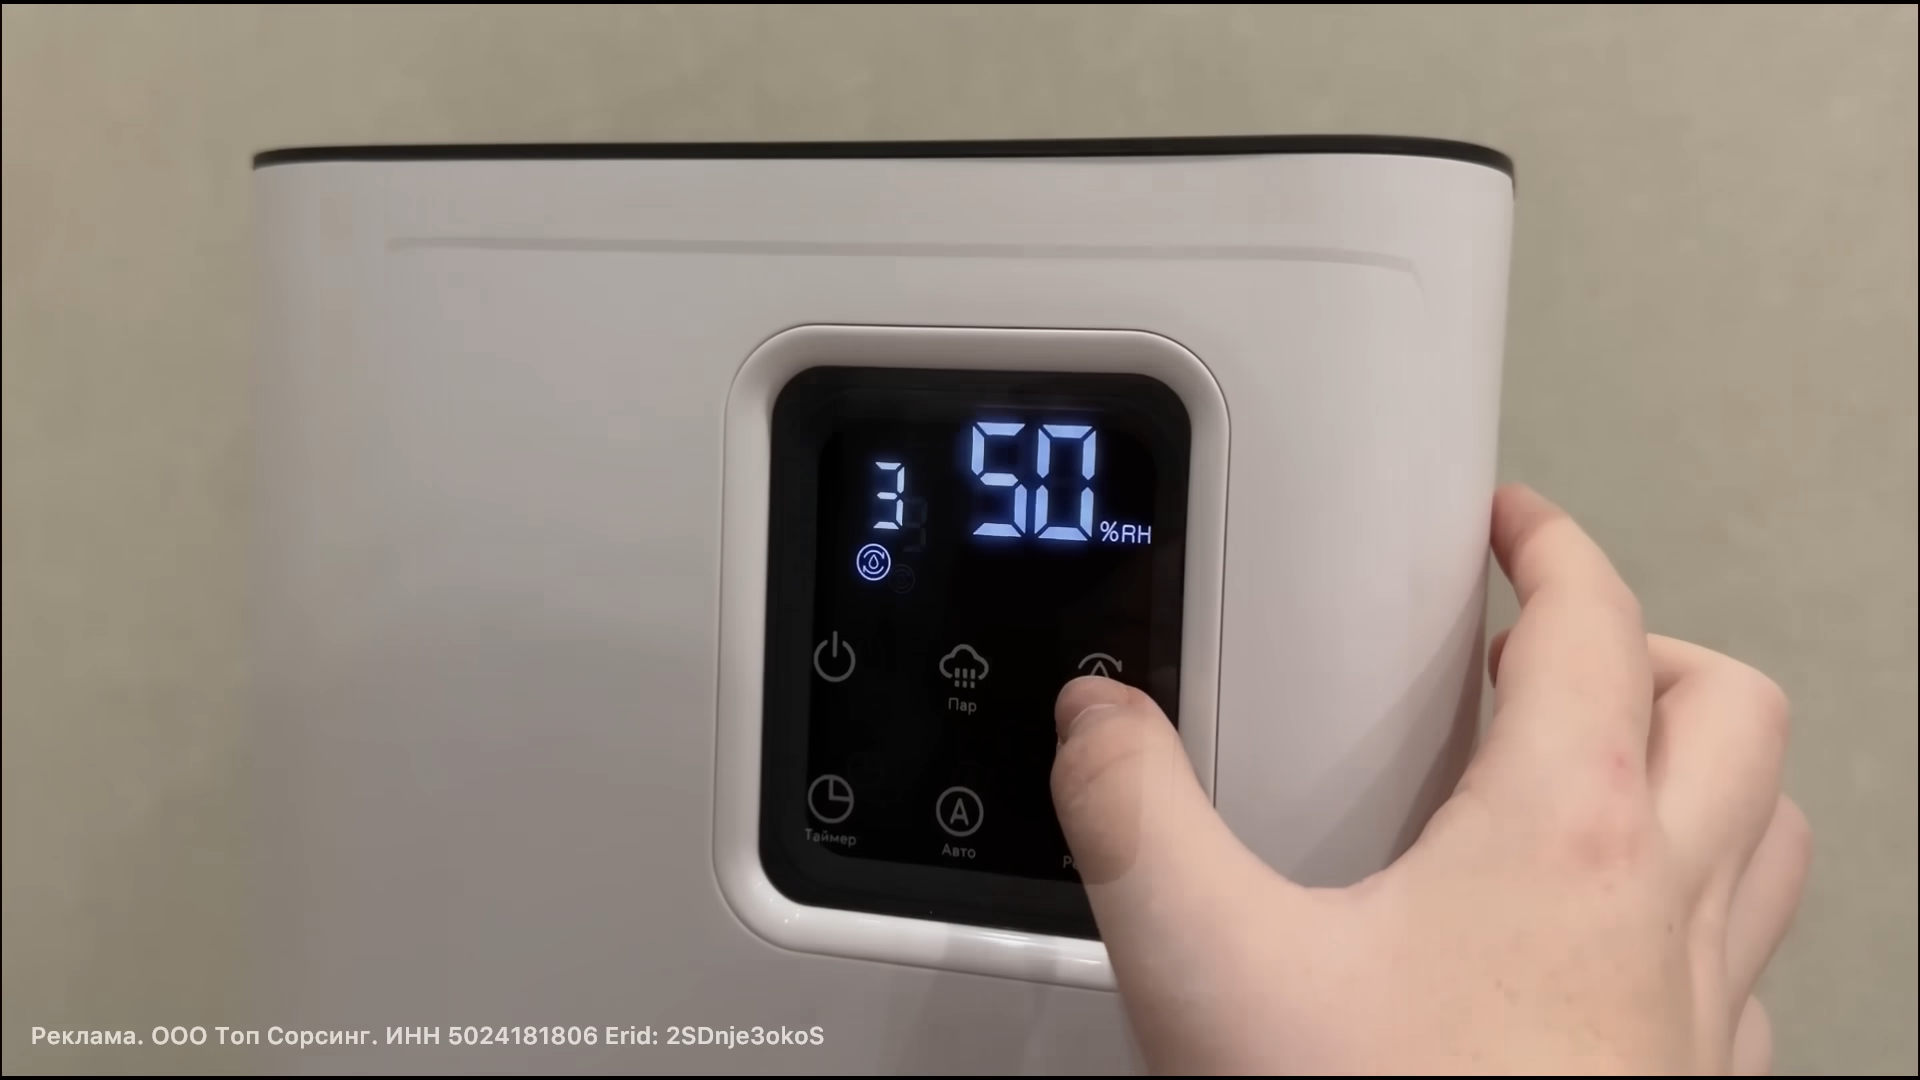 3
50
%RH
Пар
Таймер
Авто
Реклама. ООО Топ Сорсинг. ИНН 5024181806 Erid: 2SDnje3okoS